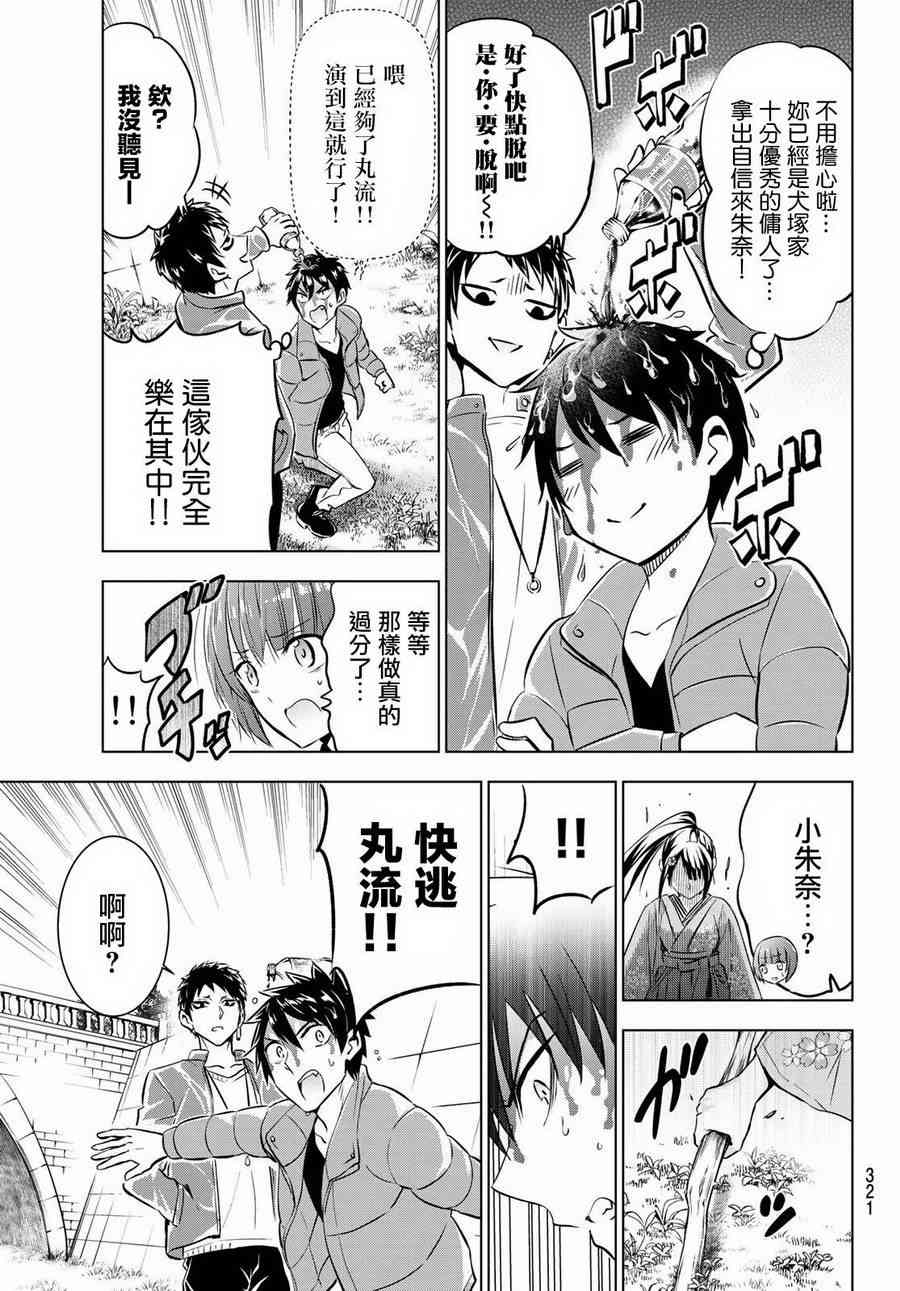 不用擔心啦…
妳已經是犬塚家
十分優秀的傭人了…
拿出自信來朱奈！
ドボ
ボ
ボボ
好了快點脫吧
是・你・要・脫啊～!!
喂
已經夠了丸流!!
演到這就行了！
欸？
我沒聽見ー
這傢伙完全
樂在其中!!
等等
那樣做真的
過分了…
ブチッ
!!
小朱奈…？
ガッ
!!
快逃
丸流!!
啊啊？
321